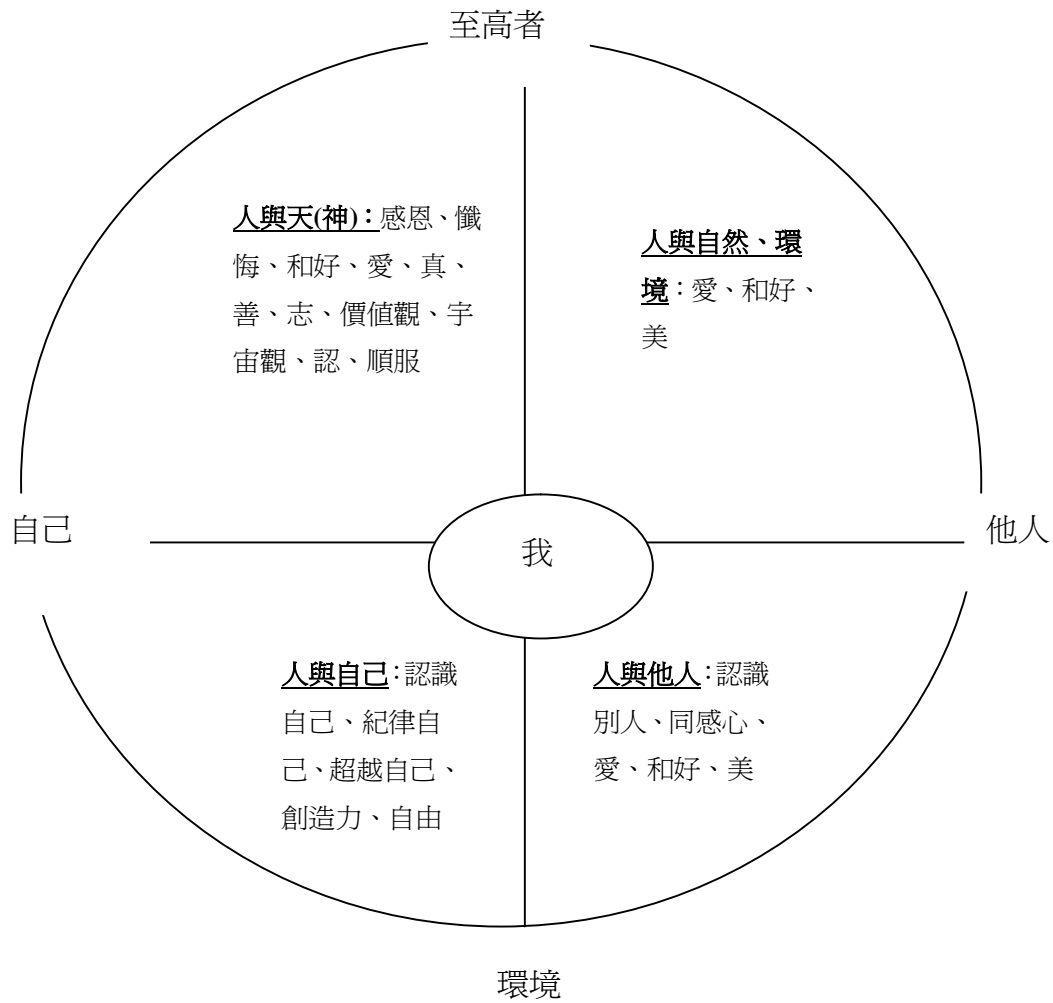 至高者
人與天(神)：感恩、懺
悔、和好、愛、真、
善、志、價值觀、宇
宙觀、認、順服
人與自然、環
境：愛、和好、
美
自己
我
他人
人與自己：認識
自己、紀律自
己、超越自己、
創造力、自由
人與他人：認識
別人、同感心、
愛、和好、美
環境